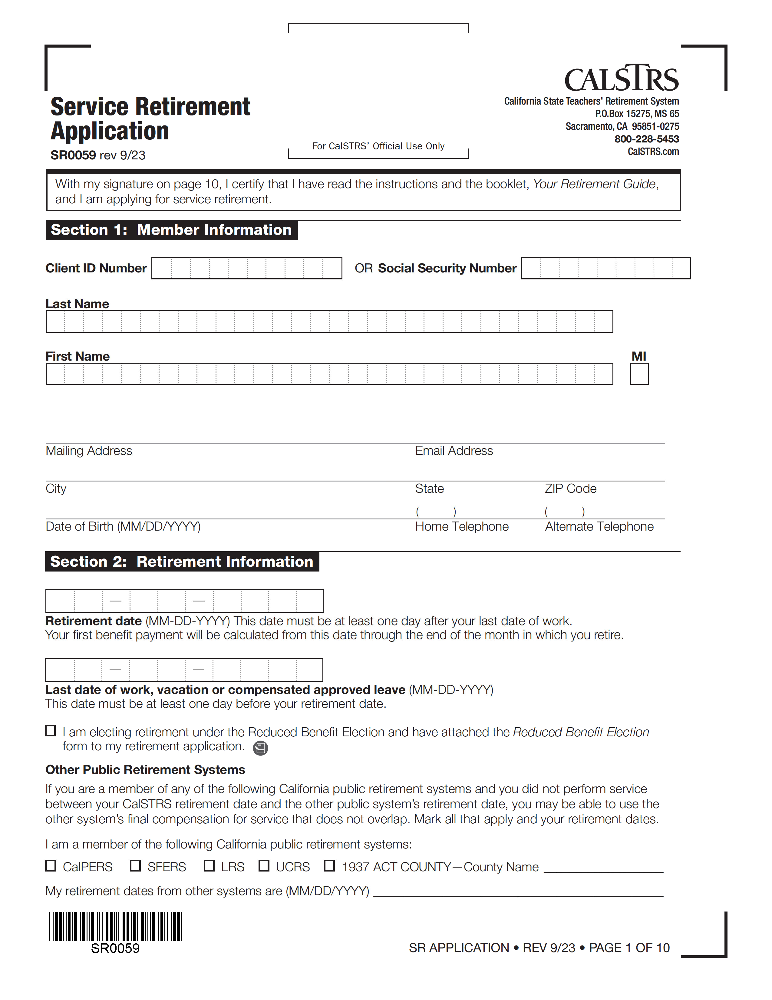 CALSTRS
Service Retirement
Application
SR0059 rev 9/23
For CalSTRS’ Official Use Only
California State Teachers’ Retirement System
P.O.Box 15275, MS 65
Sacramento, CA 95851-0275
800-228-5453
CalSTRS.com
With my signature on page 10, I certify that I have read the instructions and the booklet, Your Retirement Guide,
and I am applying for service retirement.
Section 1: Member Information
Client ID Number OR Social Security Number
Last Name
First Name MI
Mailing Address Email Address
City State ZIP Code
( ) ( )
Date of Birth (MM/DD/YYYY) Home Telephone Alternate Telephone
Section 2: Retirement Information
— —
Retirement date (MM-DD-YYYY) This date must be at least one day after your last date of work.
Your first benefit payment will be calculated from this date through the end of the month in which you retire.
— —
Last date of work, vacation or compensated approved leave (MM-DD-YYYY)
This date must be at least one day before your retirement date.
I am electing retirement under the Reduced Benefit Election and have attached the Reduced Benefit Election
form to my retirement application.
Other Public Retirement Systems
If you are a member of any of the following California public retirement systems and you did not perform service
between your CalSTRS retirement date and the other public system’s retirement date, you may be able to use the
other system’s final compensation for service that does not overlap. Mark all that apply and your retirement dates.
I am a member of the following California public retirement systems:
CalPERS SFERS LRS UCRS 1937 ACT COUNTY—County Name
My retirement dates from other systems are (MM/DD/YYYY)
SR0059
SR APPLICATION • REV 9/23 • PAGE 1 OF 10